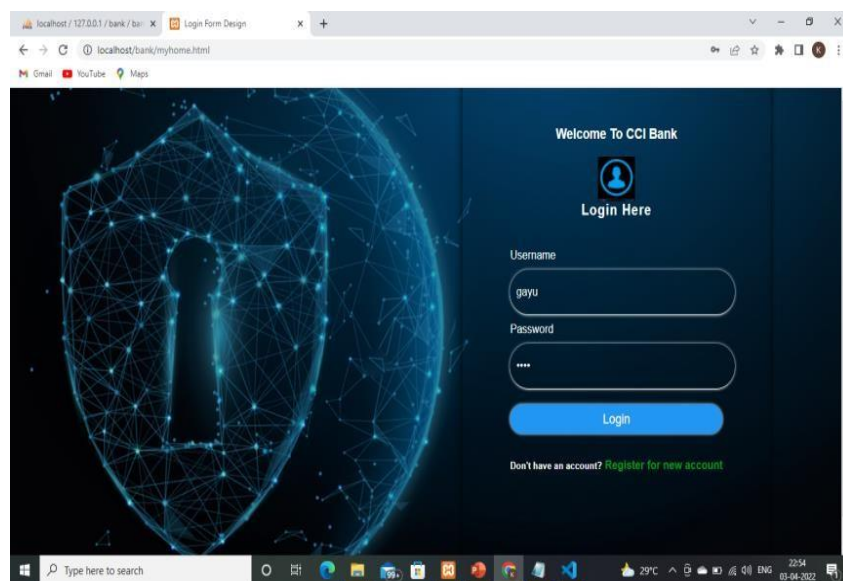 localhost / 127.0.0.1 / bank / ban
Login Form Design
localhost/bank/myhome.html
K
Gmail
YouTube
Maps
Welcome To CCI Bank
Login Here
Username
gayu
Password
••••
Login
Don't have an account? Register for new account
Type here to search
99+
29°C
ENG
22:54
03-04-2022